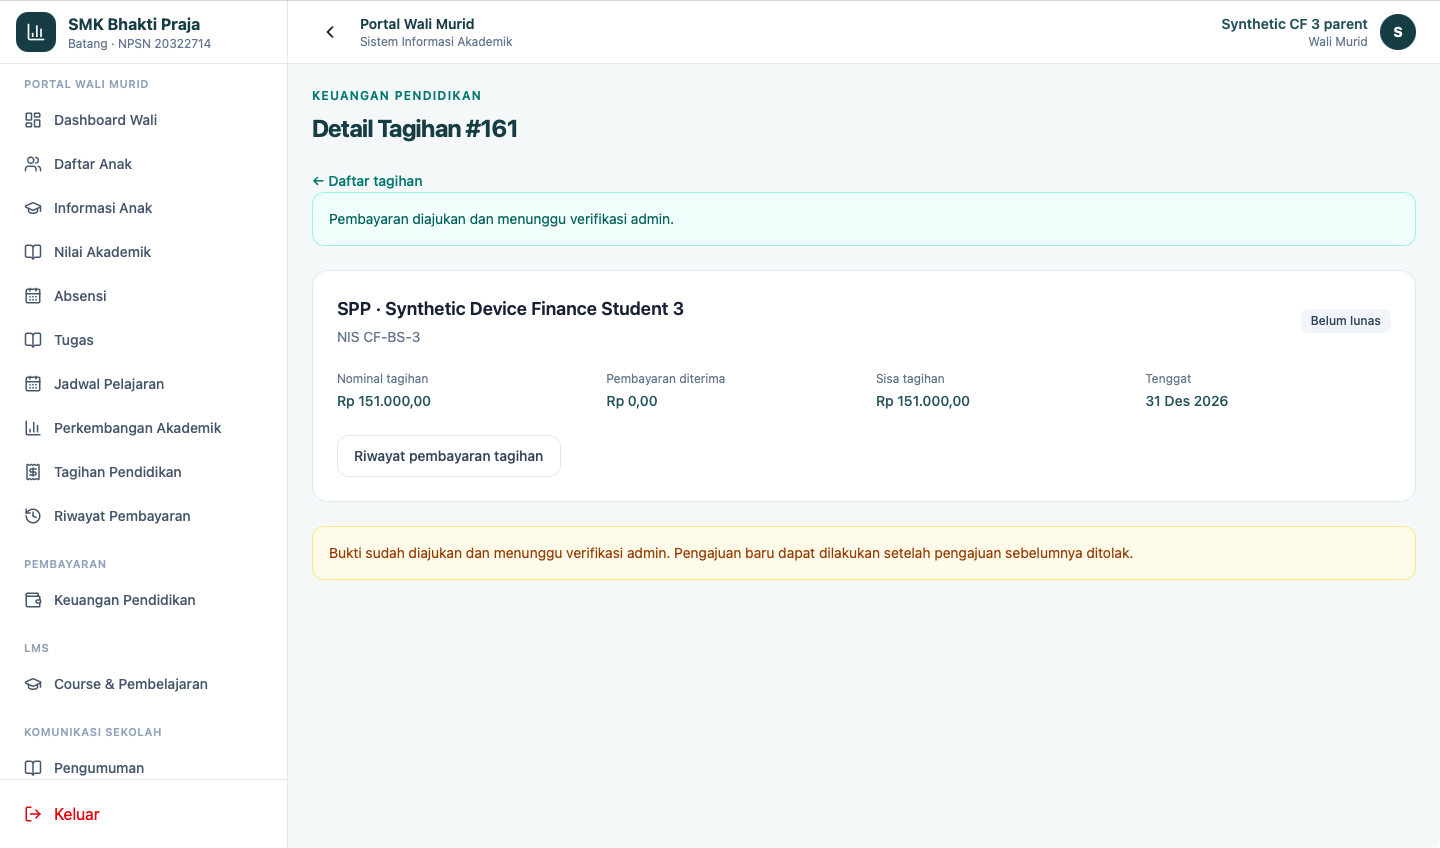 SMK Bhakti Praja
Batang · NPSN 20322714
Portal Wali Murid
Sistem Informasi Akademik
Synthetic CF 3 parent
Wali Murid
S
PORTAL WALI MURID
Dashboard Wali
Daftar Anak
Informasi Anak
Nilai Akademik
Absensi
Tugas
Jadwal Pelajaran
Perkembangan Akademik
Tagihan Pendidikan
Riwayat Pembayaran
PEMBAYARAN
Keuangan Pendidikan
LMS
Course & Pembelajaran
KOMUNIKASI SEKOLAH
Pengumuman
Keluar
KEUANGAN PENDIDIKAN
Detail Tagihan #161
← Daftar tagihan
Pembayaran diajukan dan menunggu verifikasi admin.
SPP · Synthetic Device Finance Student 3
NIS CF-BS-3
Belum lunas
Nominal tagihan
Rp 151.000,00
Pembayaran diterima
Rp 0,00
Sisa tagihan
Rp 151.000,00
Tenggat
31 Des 2026
Riwayat pembayaran tagihan
Bukti sudah diajukan dan menunggu verifikasi admin. Pengajuan baru dapat dilakukan setelah pengajuan sebelumnya ditolak.